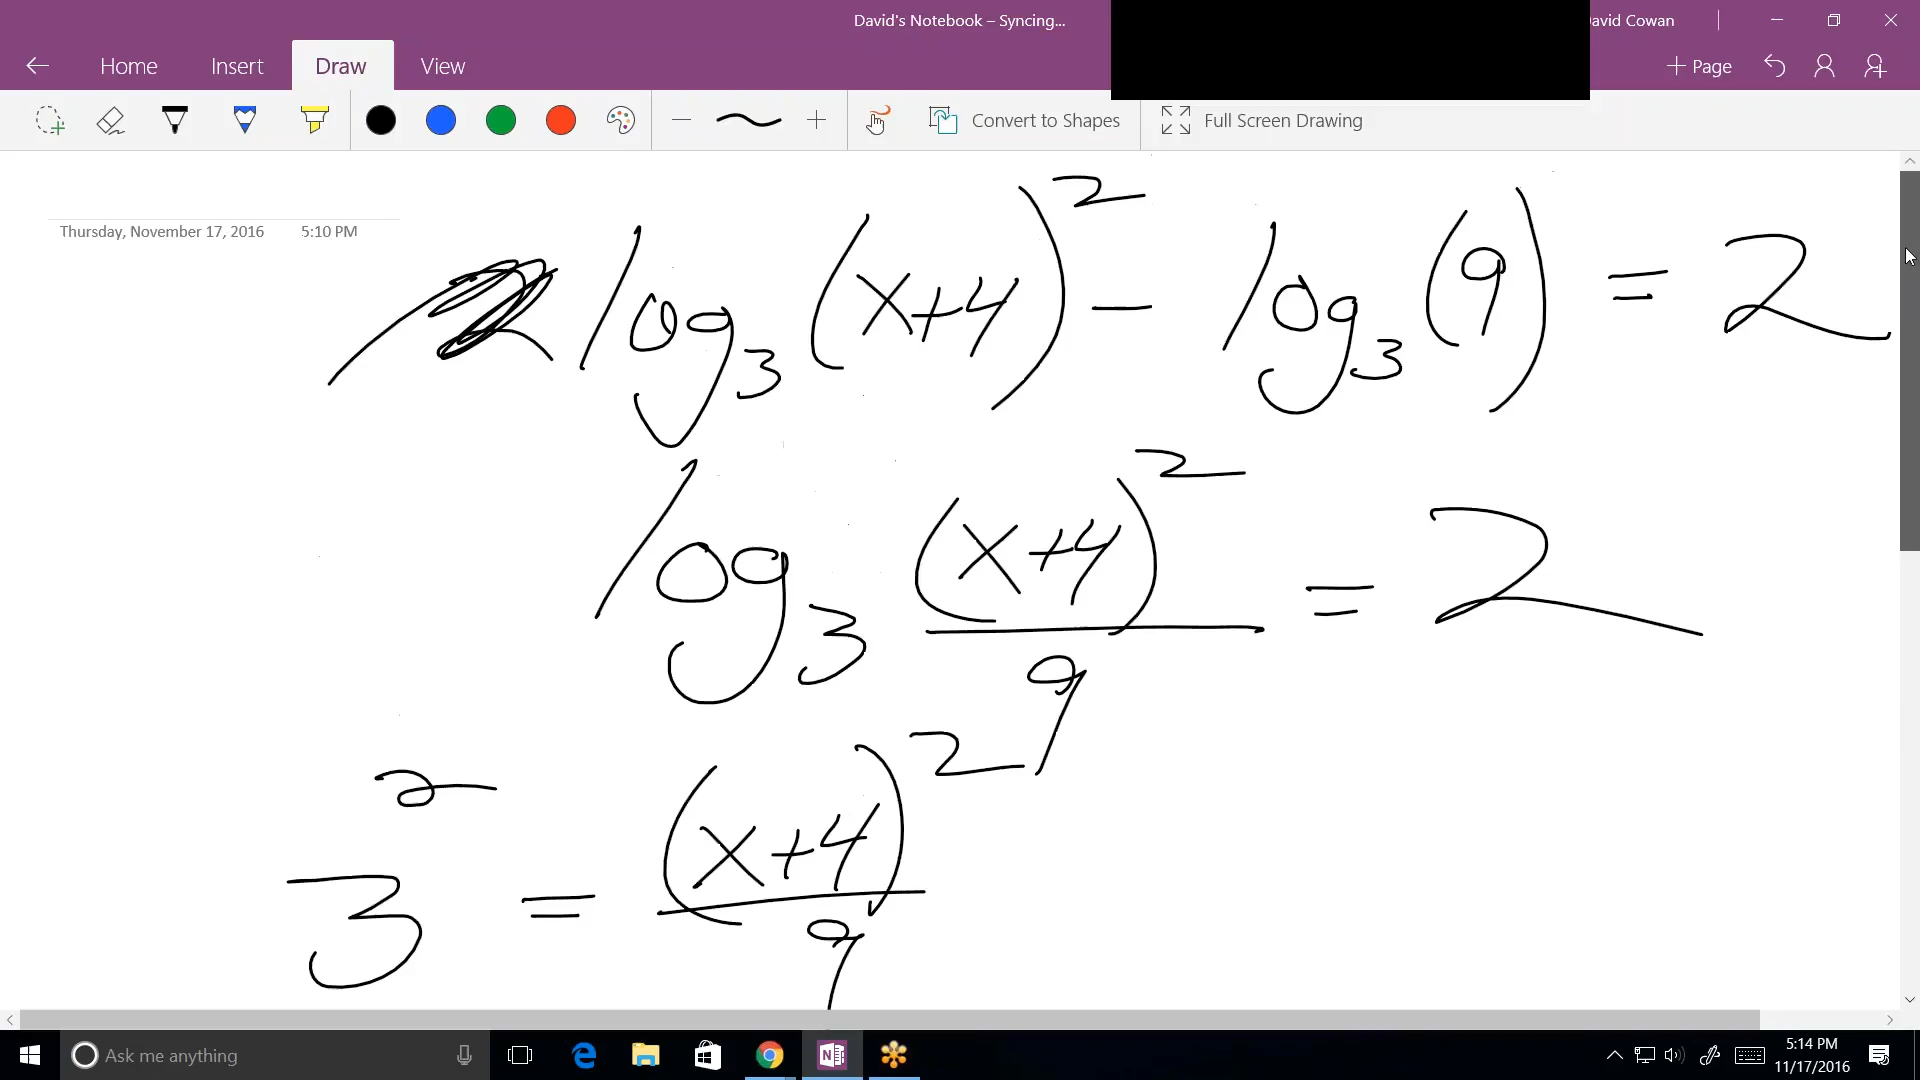 David's Notebook – Syncing...
avid Cowan
Home Insert Draw View
Page
Convert to Shapes
Full Screen Drawing
Thursday, November 17, 2016 5:10 PM
log₃(x+4)² − log₃(9) = 2
log₃ (x+4)²/9 = 2
3² = (x+4)²/9
Ask me anything
5:14 PM
11/17/2016